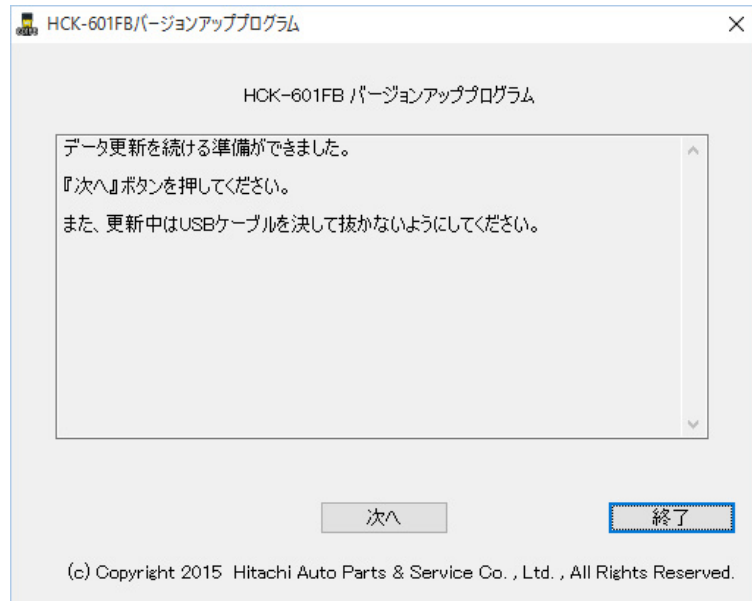 HCK-601FBバージョンアッププログラム
HCK-601FB バージョンアッププログラム
データ更新を続ける準備ができました。
『次へ』ボタンを押してください。
また、更新中はUSBケーブルを決して抜かないようにしてください。
次へ 終了
(c) Copyright 2015 Hitachi Auto Parts & Service Co. , Ltd. , All Rights Reserved.